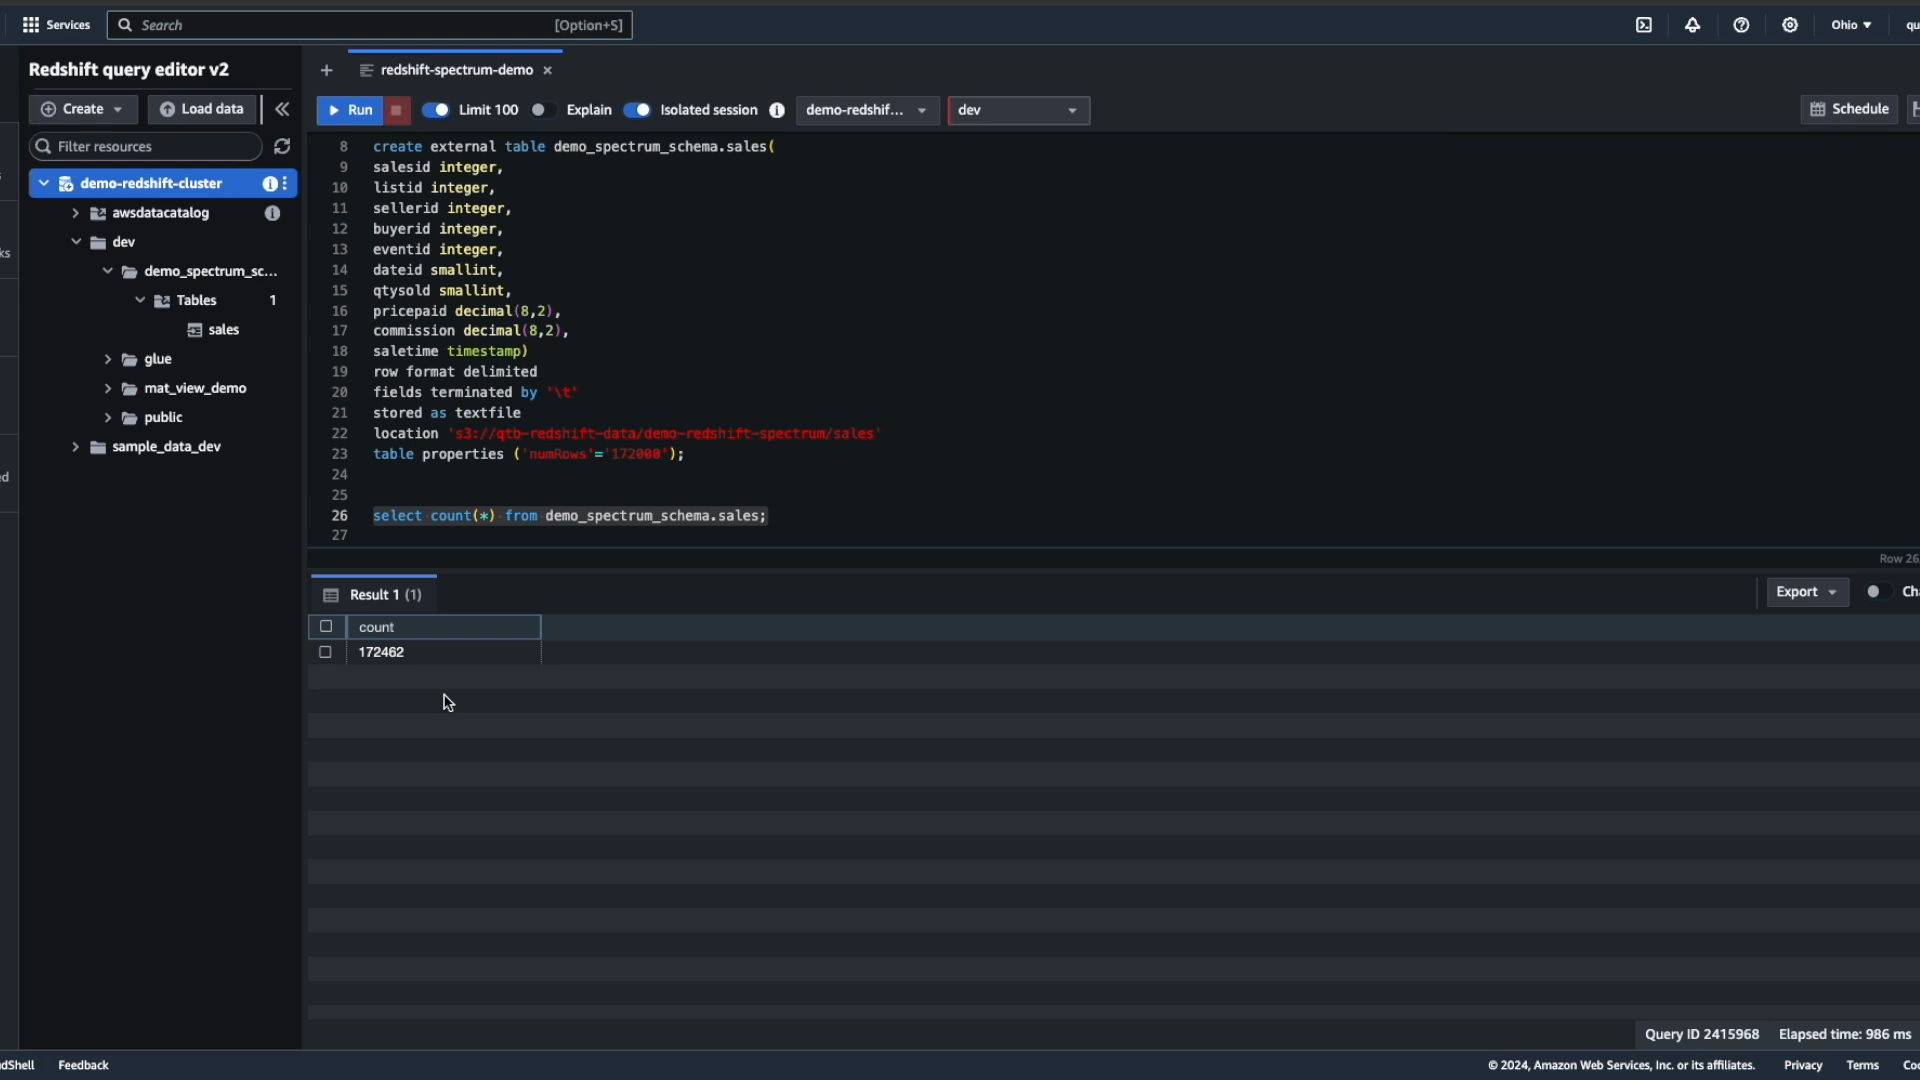 Services
Search
[Option+S]
Ohio
qu
Redshift query editor v2
redshift-spectrum-demo
Create
Load data
Run
Limit 100
Explain
Isolated session
demo-redshif...
dev
Schedule
Filter resources
demo-redshift-cluster
awsdatacatalog
dev
demo_spectrum_sc...
Tables 1
sales
glue
mat_view_demo
public
sample_data_dev
ks
ed
8 create external table demo_spectrum_schema.sales(
9 salesid integer,
10 listid integer,
11 sellerid integer,
12 buyerid integer,
13 eventid integer,
14 dateid smallint,
15 qtysold smallint,
16 pricepaid decimal(8,2),
17 commission decimal(8,2),
18 saletime timestamp)
19 row format delimited
20 fields terminated by '\t'
21 stored as textfile
22 location 's3://qtb-redshift-data/demo-redshift-spectrum/sales'
23 table properties ('numRows'='172000');
24
25
26 select count(*) from demo_spectrum_schema.sales;
27
Row 26
Result 1 (1)
Export
Cha
count
172462
Query ID 2415968 Elapsed time: 986 ms
dShell
Feedback
© 2024, Amazon Web Services, Inc. or its affiliates.
Privacy
Terms
Coo